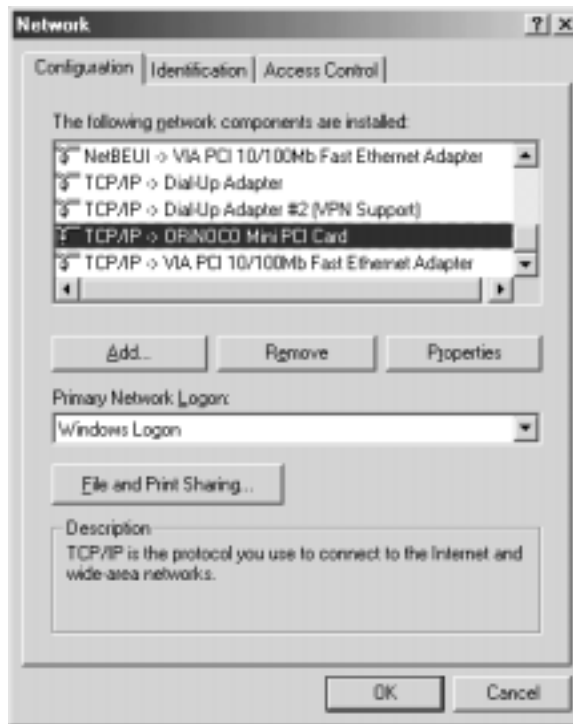 Network
Configuration Identification Access Control
The following network components are installed:
NetBEUI -> VIA PCI 10/100Mb Fast Ethernet Adapter
TCP/IP -> Dial-Up Adapter
TCP/IP -> Dial-Up Adapter #2 (VPN Support)
TCP/IP -> ORiNOCO Mini PCI Card
TCP/IP -> VIA PCI 10/100Mb Fast Ethernet Adapter
Add... Remove Properties
Primary Network Logon:
Windows Logon
File and Print Sharing...
Description
TCP/IP is the protocol you use to connect to the Internet and
wide-area networks.
OK Cancel